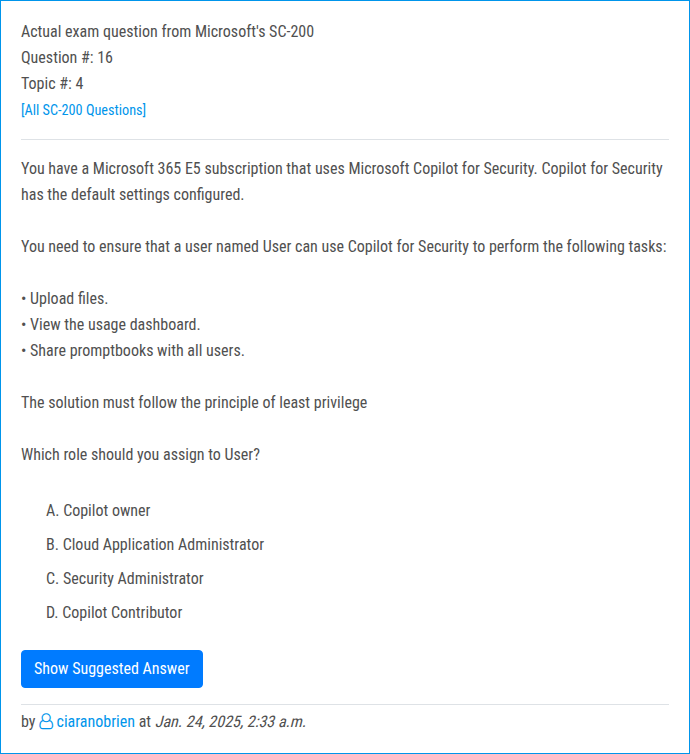 Actual exam question from Microsoft's SC-200
Question #: 16
Topic #: 4
[All SC-200 Questions]
You have a Microsoft 365 E5 subscription that uses Microsoft Copilot for Security. Copilot for Security
has the default settings configured.
You need to ensure that a user named User can use Copilot for Security to perform the following tasks:
• Upload files.
• View the usage dashboard.
• Share promptbooks with all users.
The solution must follow the principle of least privilege
Which role should you assign to User?
A. Copilot owner
B. Cloud Application Administrator
C. Security Administrator
D. Copilot Contributor
Show Suggested Answer
by ciaranobrien at Jan. 24, 2025, 2:33 a.m.